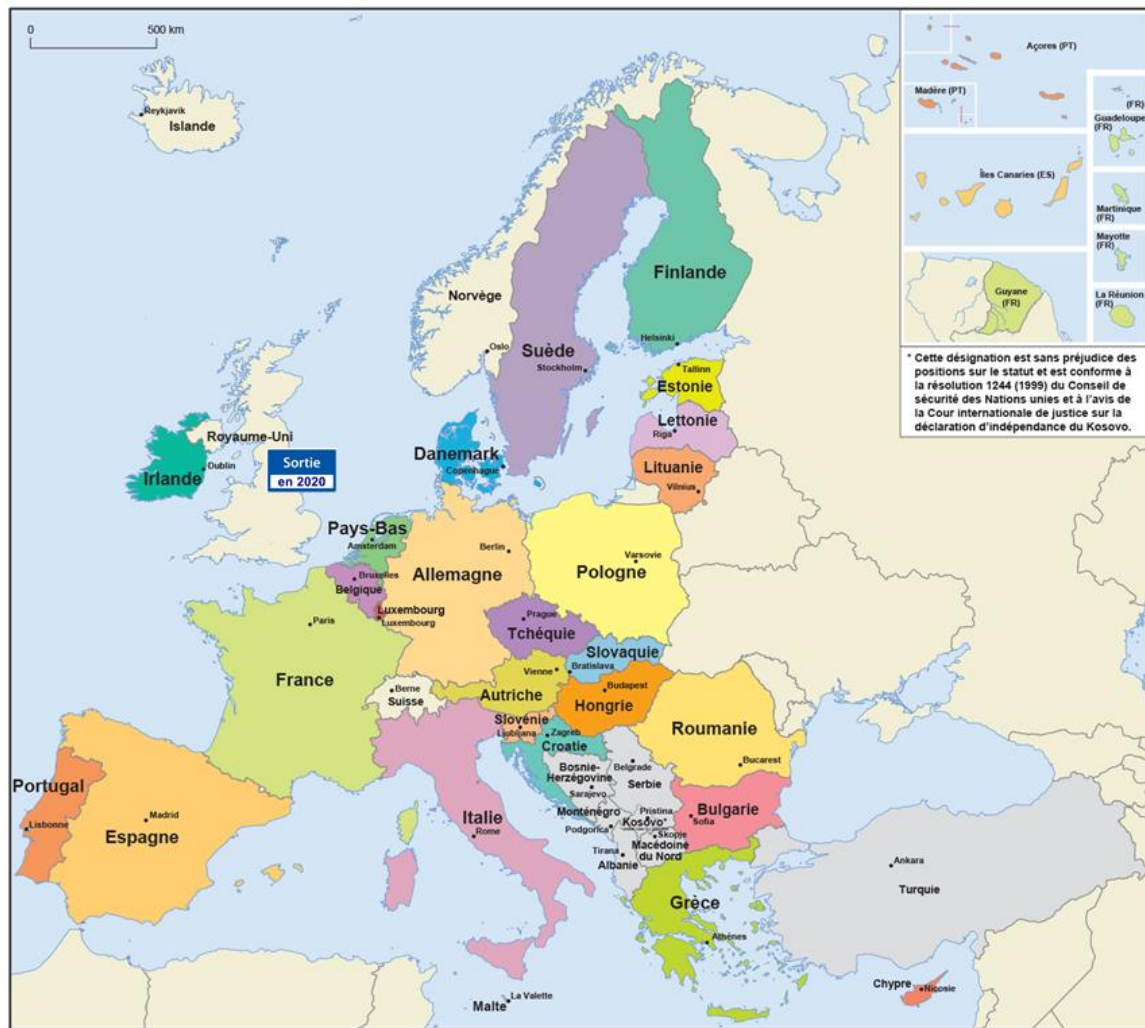 0 500 km
Reykjavik
Islande
Norvège
Oslo
Suède
Stockholm
Finlande
Helsinki
Tallinn
Estonie
Lettonie
Riga
Lituanie
Vilnius
Danemark
Copenhague
Royaume-Uni
Sortie
en 2020
Irlande
Dublin
Pays-Bas
Amsterdam
Bruxelles
Belgique
Luxembourg
Luxembourg
Berlin
Allemagne
Varsovie
Pologne
Prague
Tchéquie
Slovaquie
Bratislava
Vienne
Autriche
Budapest
Hongrie
Paris
France
Berne
Suisse
Slovénie
Ljubljana
Zagreb
Croatie
Roumanie
Bucarest
Bosnie-
Herzégovine
Sarajevo
Belgrade
Serbie
Monténégro
Podgorica
Pristina
Kosovo*
Skopje
Macédoine
du Nord
Tirana
Albanie
Bulgarie
Sofia
Italie
Rome
Portugal
Lisbonne
Madrid
Espagne
Grèce
Athènes
Ankara
Turquie
Chypre
Nicosie
La Valette
Malte
Açores (PT)
Madère (PT)
(FR)
Guadeloupe
(FR)
Îles Canaries (ES)
Martinique
(FR)
Mayotte
(FR)
Guyane
(FR)
La Réunion
(FR)
* Cette désignation est sans préjudice des
positions sur le statut et est conforme à
la résolution 1244 (1999) du Conseil de
sécurité des Nations unies et à l'avis de
la Cour internationale de justice sur la
déclaration d'indépendance du Kosovo.